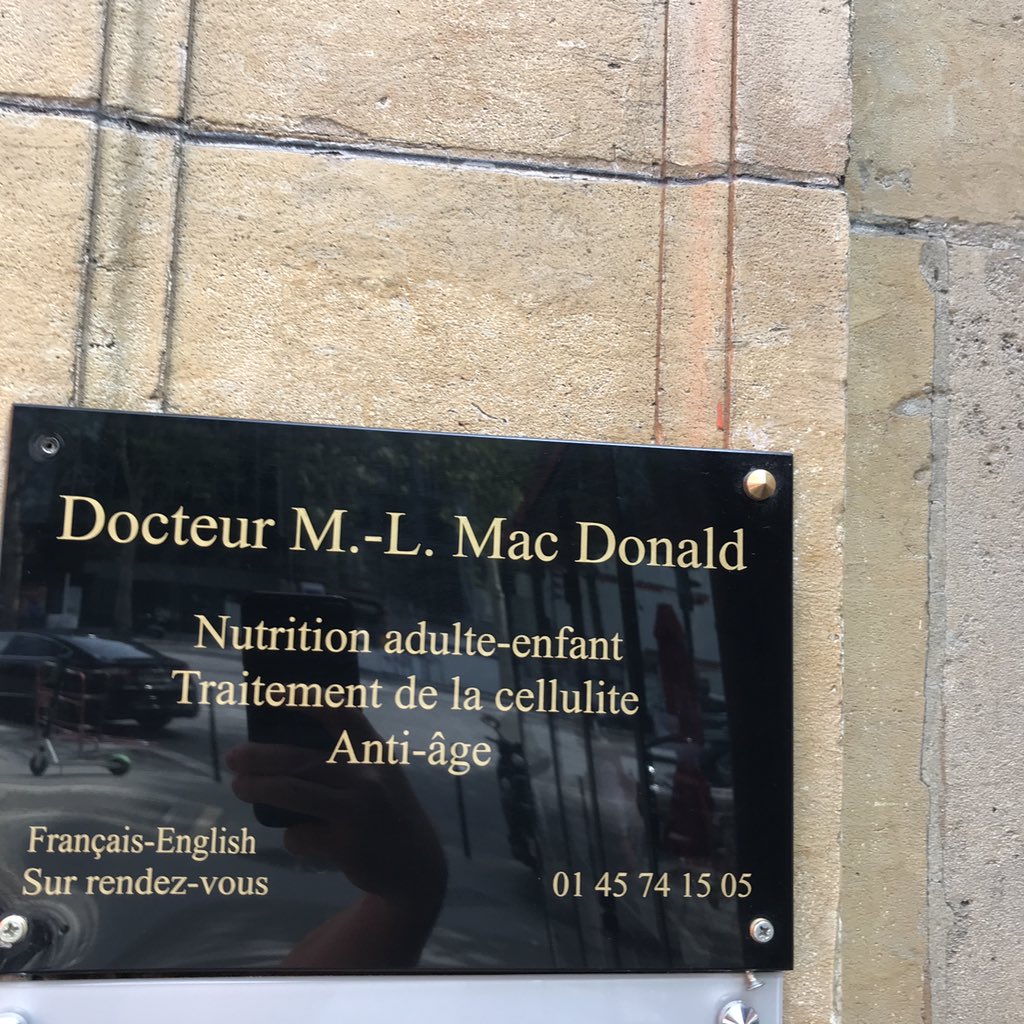 Docteur M.-L. Mac Donald
Nutrition adulte-enfant
Traitement de la cellulite
Anti-âge
Français-English
Sur rendez-vous
01 45 74 15 05